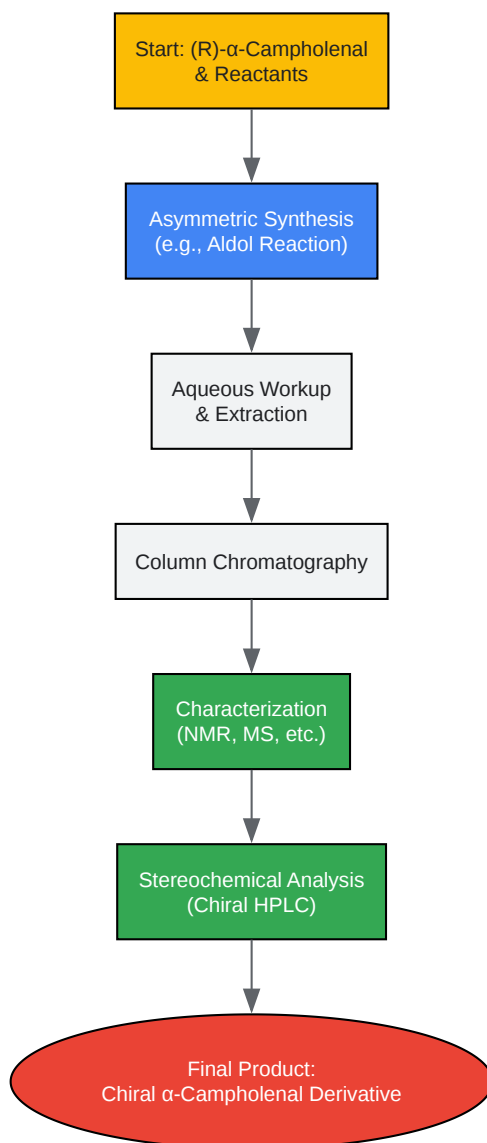 Start: (R)-α-Campholenal
& Reactants
Asymmetric Synthesis
(e.g., Aldol Reaction)
Aqueous Workup
& Extraction
Column Chromatography
Characterization
(NMR, MS, etc.)
Stereochemical Analysis
(Chiral HPLC)
Final Product:
Chiral α-Campholenal Derivative